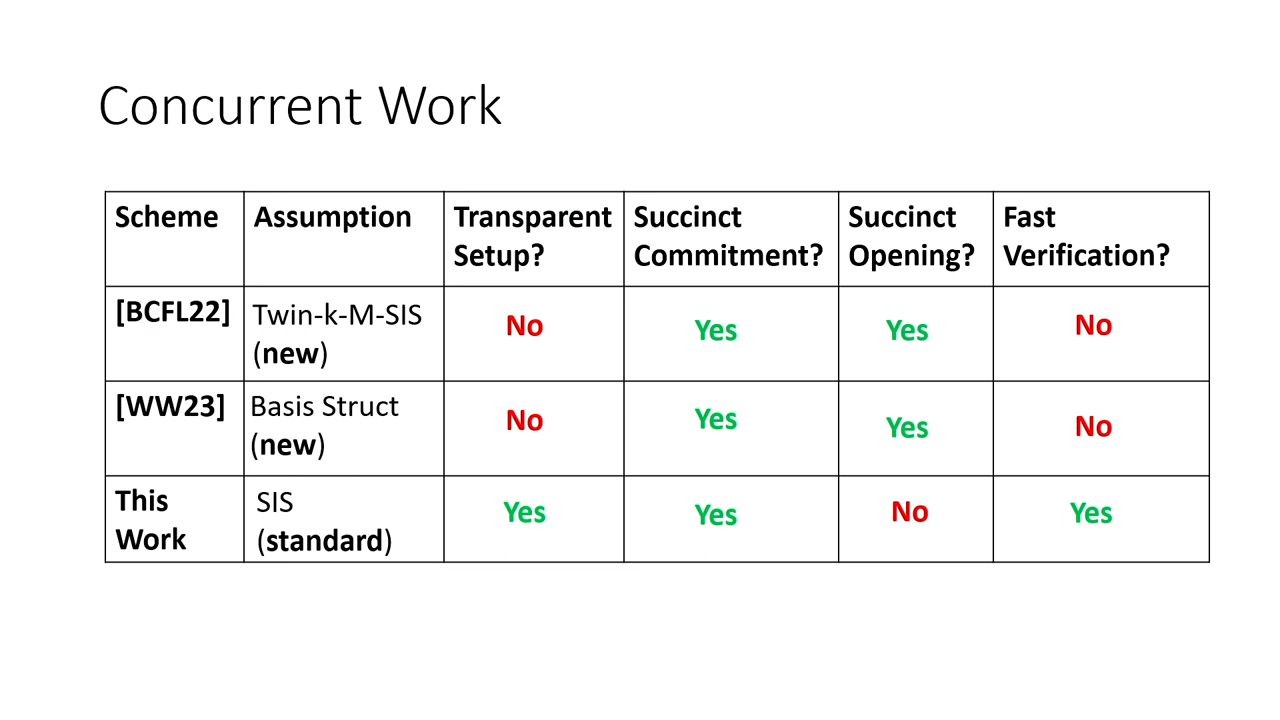 Concurrent Work
Scheme Assumption Transparent Setup? Succinct Commitment? Succinct Opening? Fast Verification?
[BCFL22] Twin-k-M-SIS (new) No Yes Yes No
[WW23] Basis Struct (new) No Yes Yes No
This Work SIS (standard) Yes Yes No Yes